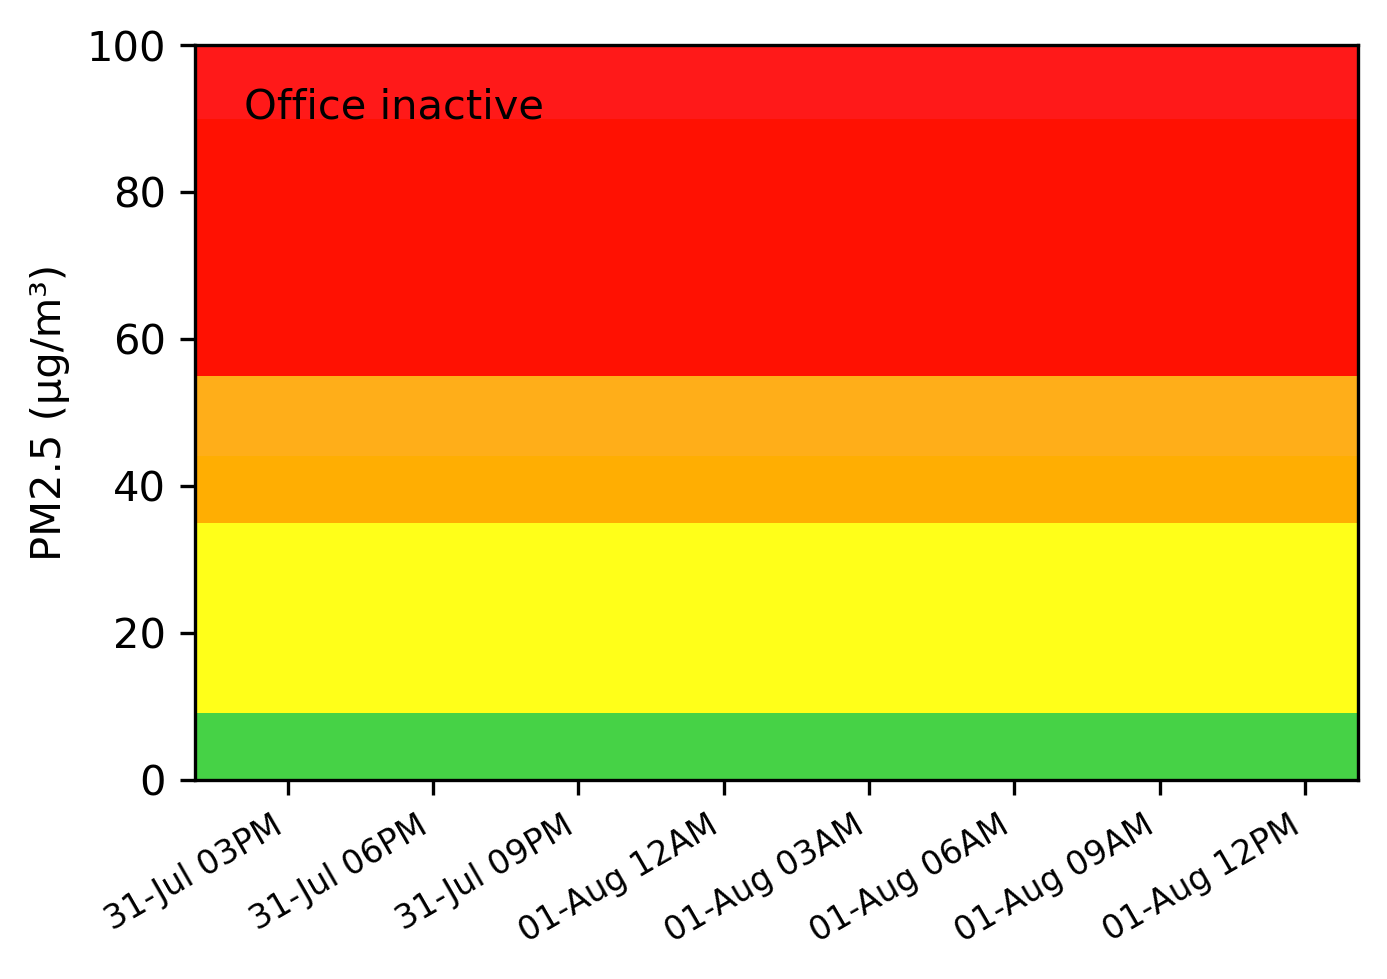 Office inactive
PM2.5 (µg/m³)
100
80
60
40
20
0
31-Jul 03PM
31-Jul 06PM
31-Jul 09PM
01-Aug 12AM
01-Aug 03AM
01-Aug 06AM
01-Aug 09AM
01-Aug 12PM